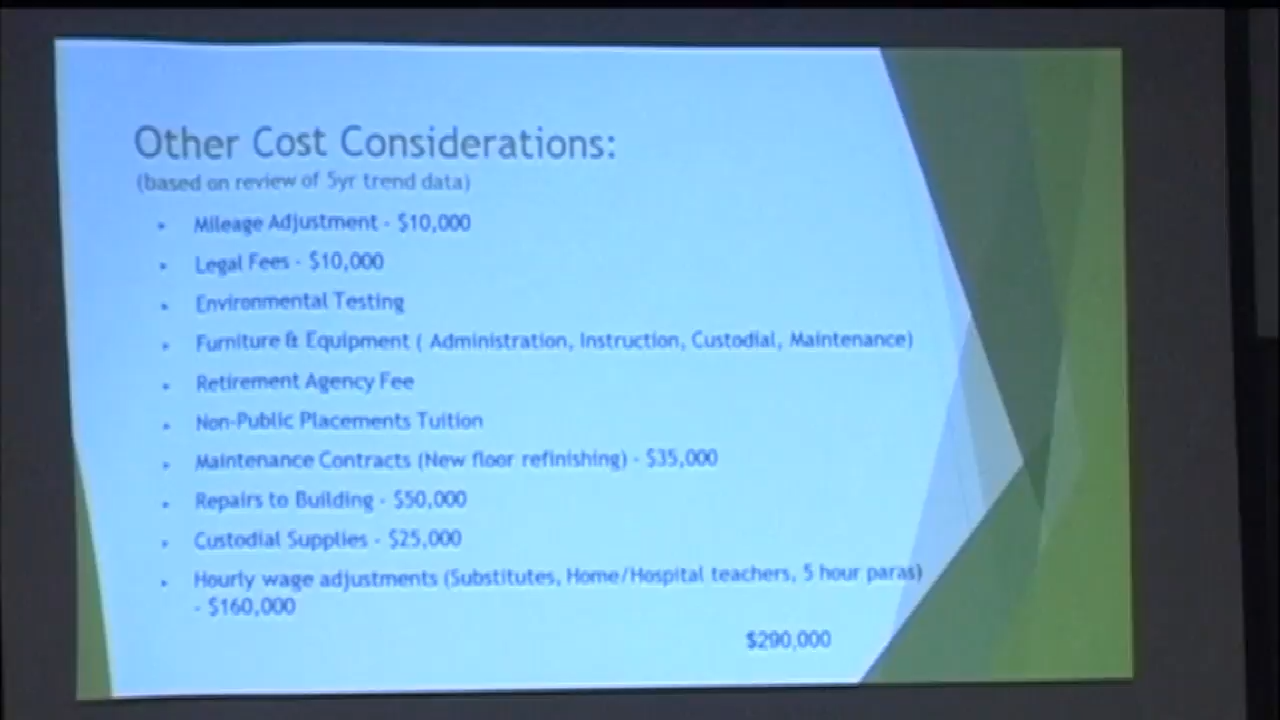 Other Cost Considerations:
(based on review of 5yr trend data)
• Mileage Adjustment - $10,000
• Legal Fees - $10,000
• Environmental Testing
• Furniture & Equipment ( Administration, Instruction, Custodial, Maintenance)
• Retirement Agency Fee
• Non-Public Placements Tuition
• Maintenance Contracts (New floor refinishing) - $35,000
• Repairs to Building - $50,000
• Custodial Supplies - $25,000
• Hourly wage adjustments (Substitutes, Home/Hospital teachers, 5 hour paras)
- $160,000
$290,000